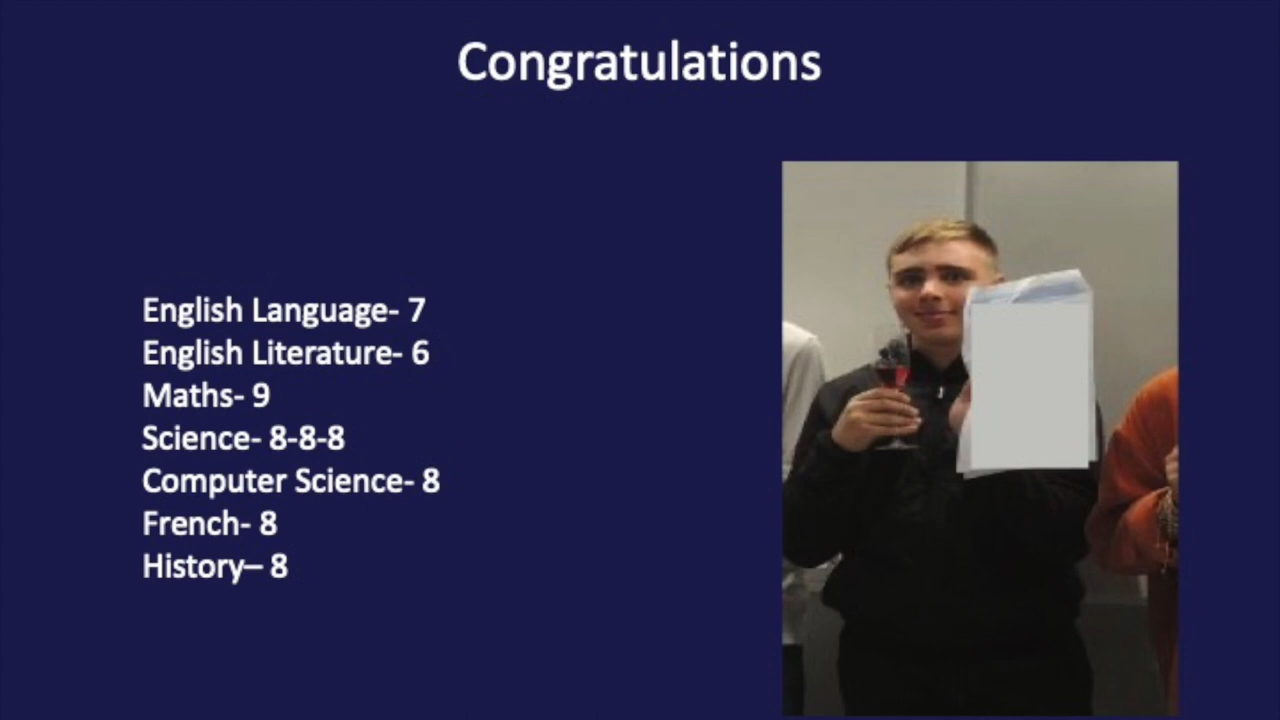 Congratulations
English Language- 7
English Literature- 6
Maths- 9
Science- 8-8-8
Computer Science- 8
French- 8
History– 8